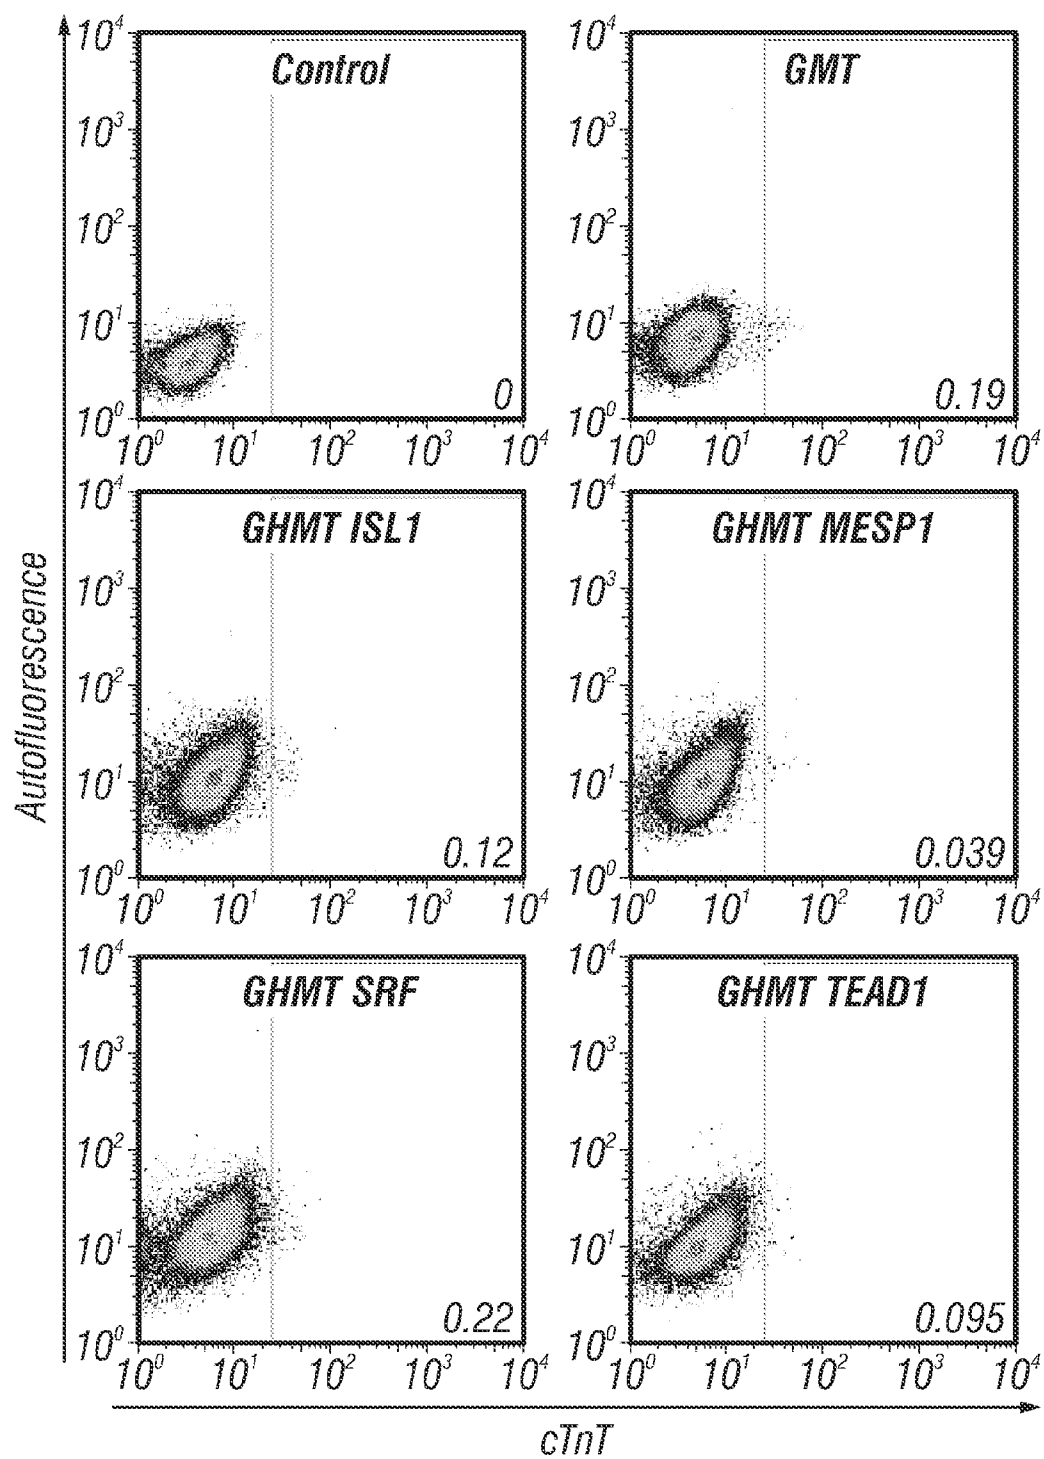 Autofluorescence
10⁴ 10³ 10² 10¹ 10⁰
Control
0
10⁰ 10¹ 10² 10³ 10⁴
10⁴ 10³ 10² 10¹ 10⁰
GMT
0.19
10⁰ 10¹ 10² 10³ 10⁴
10⁴ 10³ 10² 10¹ 10⁰
GHMT ISL1
0.12
10⁰ 10¹ 10² 10³ 10⁴
10⁴ 10³ 10² 10¹ 10⁰
GHMT MESP1
0.039
10⁰ 10¹ 10² 10³ 10⁴
10⁴ 10³ 10² 10¹ 10⁰
GHMT SRF
0.22
10⁰ 10¹ 10² 10³ 10⁴
10⁴ 10³ 10² 10¹ 10⁰
GHMT TEAD1
0.095
10⁰ 10¹ 10² 10³ 10⁴
cTnT